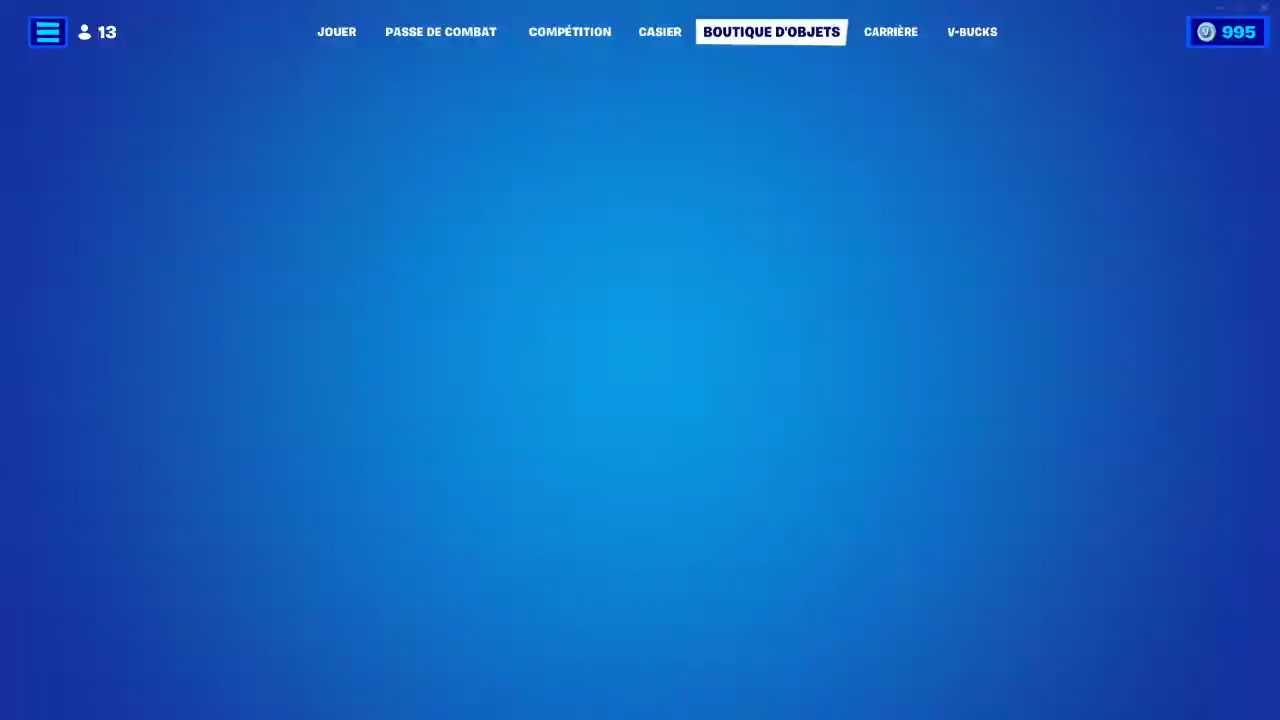 13 JOUER PASSE DE COMBAT COMPÉTITION CASIER BOUTIQUE D'OBJETS CARRIÈRE V-BUCKS 995